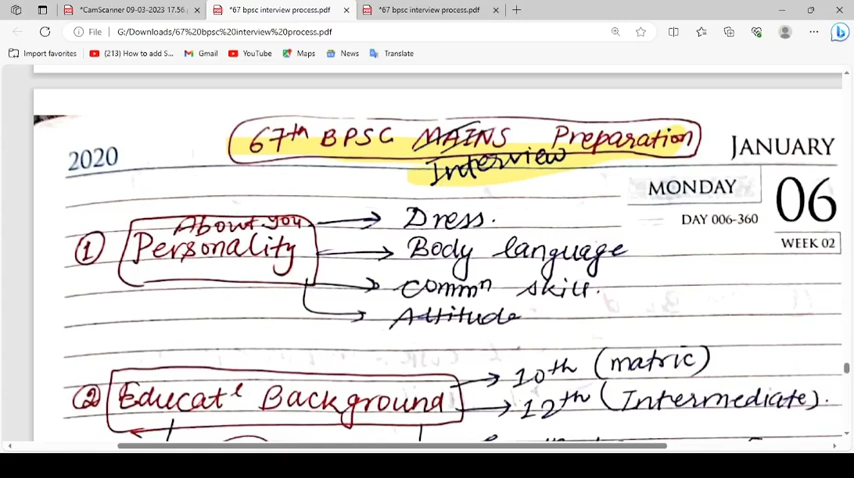 *CamScanner 09-03-2023 17.56.p
*67 bpsc interview process.pdf
*67 bpsc interview process.pdf
File
G:/Downloads/67%20bpsc%20interview%20process.pdf
Import favorites
(213) How to add S...
Gmail
YouTube
Maps
News
Translate
2020
67th BPSC MAINS Preparation
Interview
JANUARY
MONDAY
06
DAY 006-360
WEEK 02
① About you
Personality
Dress.
Body language
Commn skill.
Attitude
② Educatl Background
10th (matric)
12th (Intermediate).